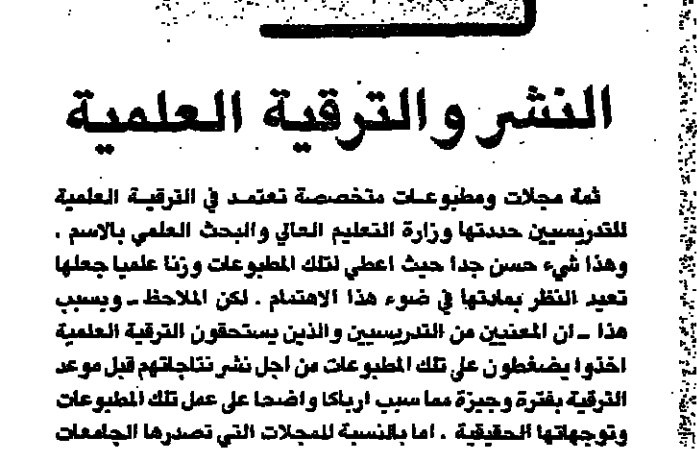 النشر والترقية العلمية
ثمة مجلات ومطبوعات متخصصة تعتمد في الترقية العلمية
للتدريسيين حددتها وزارة التعليم العالي والبحث العلمي بالاسم .
وهذا شيء حسن جدا حيث اعطي لتلك المطبوعات وزنا علميا جعلها
تعيد النظر بمادتها في ضوء هذا الاهتمام . لكن الملاحظ ـ وبسبب
هذا ـ ان المعنيين من التدريسيين والذين يستحقون الترقية العلمية
اخذوا يضغطون على تلك المطبوعات من اجل نشر نتاجاتهم قبل موعد
الترقية بفترة وجيزة مما سبب ارباكا واضحا على عمل تلك المطبوعات
وتوجهاتها الحقيقية . اما بالنسبة للمجلات التي تصدرها الجامعات